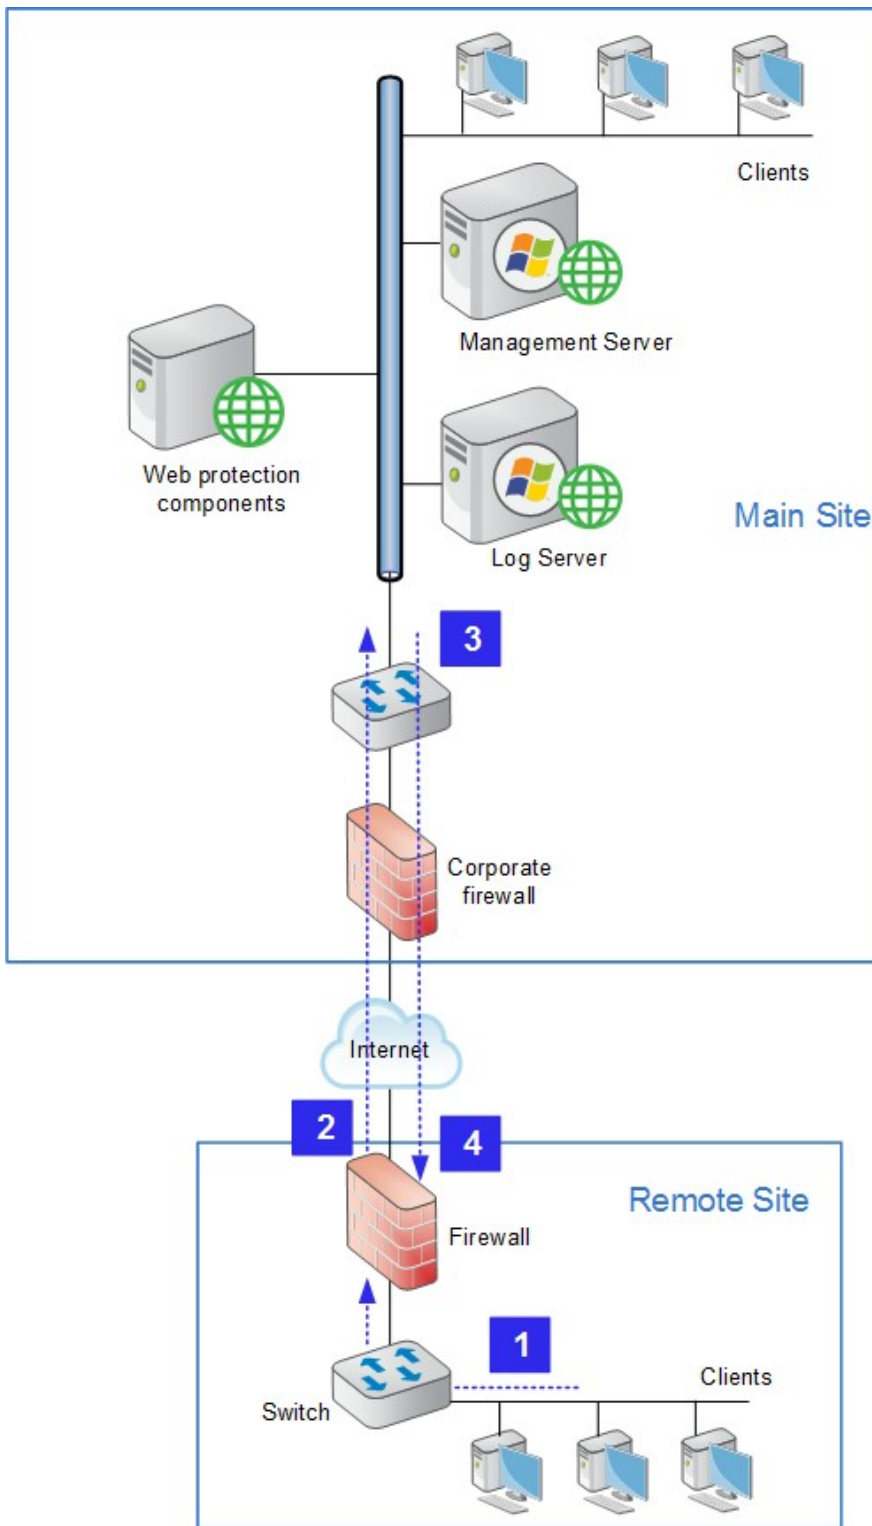 Clients
Management Server
Web protection
components
Log Server
Main Site
3
Corporate
firewall
Internet
2
4
Remote Site
Firewall
1
Clients
Switch